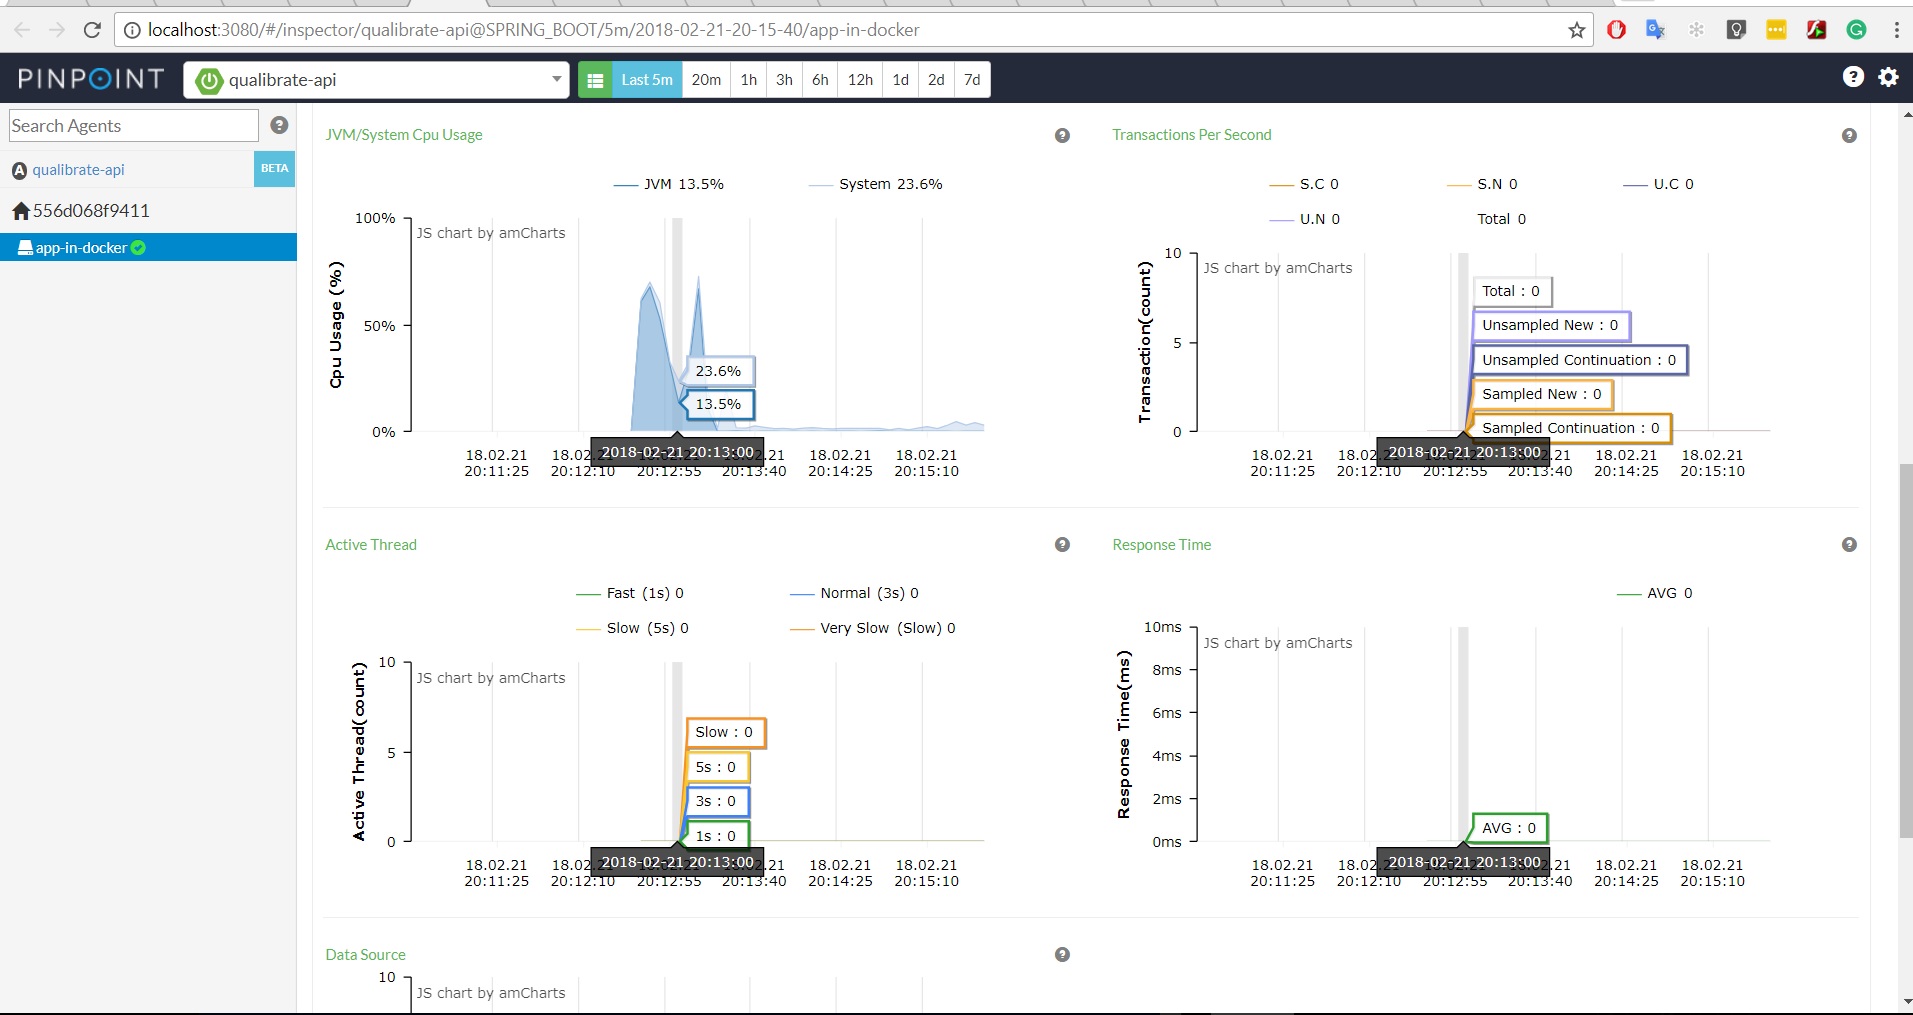 localhost:3080/#/inspector/qualibrate-api@SPRING_BOOT/5m/2018-02-21-20-15-40/app-in-docker
PINPOINT
qualibrate-api
Last 5m 20m 1h 3h 6h 12h 1d 2d 7d
Search Agents
A qualibrate-api
BETA
556d068f9411
app-in-docker
JVM/System Cpu Usage
JVM 13.5% System 23.6%
Cpu Usage (%)
100%
50%
0%
JS chart by amCharts
23.6%
13.5%
2018-02-21 20:13:00
18.02.21 18.02.21 18.02.21 18.02.21 18.02.21 18.02.21
20:11:25 20:12:10 20:12:55 20:13:40 20:14:25 20:15:10
Transactions Per Second
S.C 0 S.N 0 U.C 0
U.N 0 Total 0
Transaction(count)
10
5
0
JS chart by amCharts
Total : 0
Unsampled New : 0
Unsampled Continuation : 0
Sampled New : 0
Sampled Continuation : 0
2018-02-21 20:13:00
18.02.21 18.02.21 18.02.21 18.02.21 18.02.21 18.02.21
20:11:25 20:12:10 20:12:55 20:13:40 20:14:25 20:15:10
Active Thread
Fast (1s) 0 Normal (3s) 0
Slow (5s) 0 Very Slow (Slow) 0
Active Thread(count)
10
5
0
JS chart by amCharts
Slow : 0
5s : 0
3s : 0
1s : 0
2018-02-21 20:13:00
18.02.21 18.02.21 18.02.21 18.02.21 18.02.21 18.02.21
20:11:25 20:12:10 20:12:55 20:13:40 20:14:25 20:15:10
Response Time
AVG 0
Response Time(ms)
10ms
8ms
6ms
4ms
2ms
0ms
JS chart by amCharts
AVG : 0
2018-02-21 20:13:00
18.02.21 18.02.21 18.02.21 18.02.21 18.02.21 18.02.21
20:11:25 20:12:10 20:12:55 20:13:40 20:14:25 20:15:10
Data Source
10
JS chart by amCharts